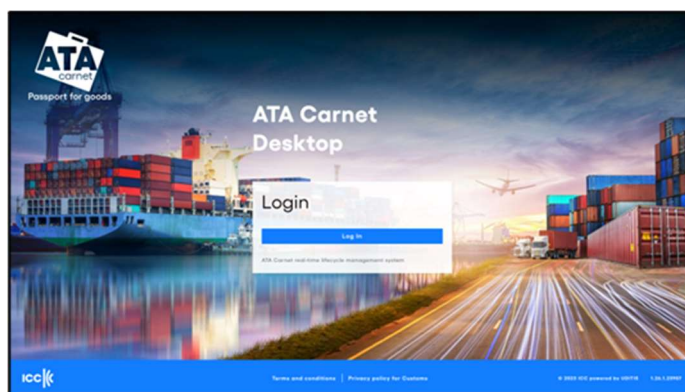 ATA
carnet
Passport for goods
ATA Carnet
Desktop
Login
Log In
ATA Carnet real-time lifecycle management system
ICC
Terms and conditions | Privacy policy for Customs